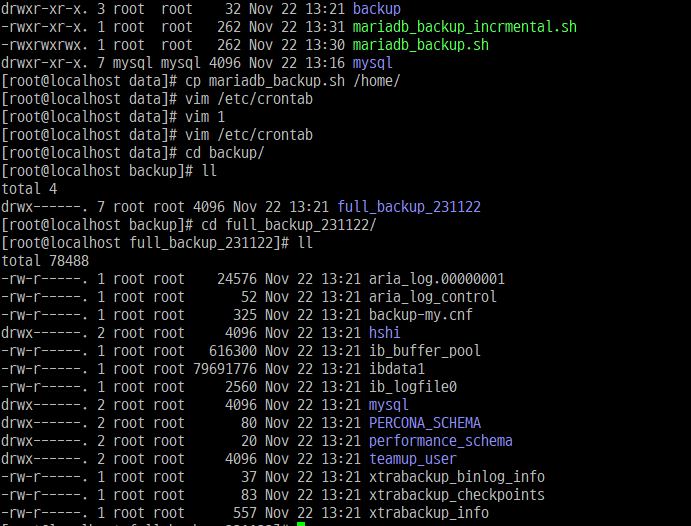 drwxr-xr-x. 3 root  root    32 Nov 22 13:21 backup
-rwxr-xr-x. 1 root  root   262 Nov 22 13:31 mariadb_backup_incrmental.sh
-rwxrwxrwx. 1 root  root   262 Nov 22 13:30 mariadb_backup.sh
drwxr-xr-x. 7 mysql mysql 4096 Nov 22 13:16 mysql
[root@localhost data]# cp mariadb_backup.sh /home/
[root@localhost data]# vim /etc/crontab
[root@localhost data]# vim 1
[root@localhost data]# vim /etc/crontab
[root@localhost data]# cd backup/
[root@localhost backup]# ll
total 4
drwx------. 7 root root 4096 Nov 22 13:21 full_backup_231122
[root@localhost backup]# cd full_backup_231122/
[root@localhost full_backup_231122]# ll
total 78488
-rw-r-----. 1 root root    24576 Nov 22 13:21 aria_log.00000001
-rw-r-----. 1 root root       52 Nov 22 13:21 aria_log_control
-rw-r-----. 1 root root      325 Nov 22 13:21 backup-my.cnf
drwx------. 2 root root     4096 Nov 22 13:21 hshi
-rw-r-----. 1 root root   616300 Nov 22 13:21 ib_buffer_pool
-rw-r-----. 1 root root 79691776 Nov 22 13:21 ibdata1
-rw-r-----. 1 root root     2560 Nov 22 13:21 ib_logfile0
drwx------. 2 root root     4096 Nov 22 13:21 mysql
drwx------. 2 root root       80 Nov 22 13:21 PERCONA_SCHEMA
drwx------. 2 root root       20 Nov 22 13:21 performance_schema
drwx------. 2 root root     4096 Nov 22 13:21 teamup_user
-rw-r-----. 1 root root       37 Nov 22 13:21 xtrabackup_binlog_info
-rw-r-----. 1 root root       83 Nov 22 13:21 xtrabackup_checkpoints
-rw-r-----. 1 root root      557 Nov 22 13:21 xtrabackup_info
[root@localhost full_backup_231122]#